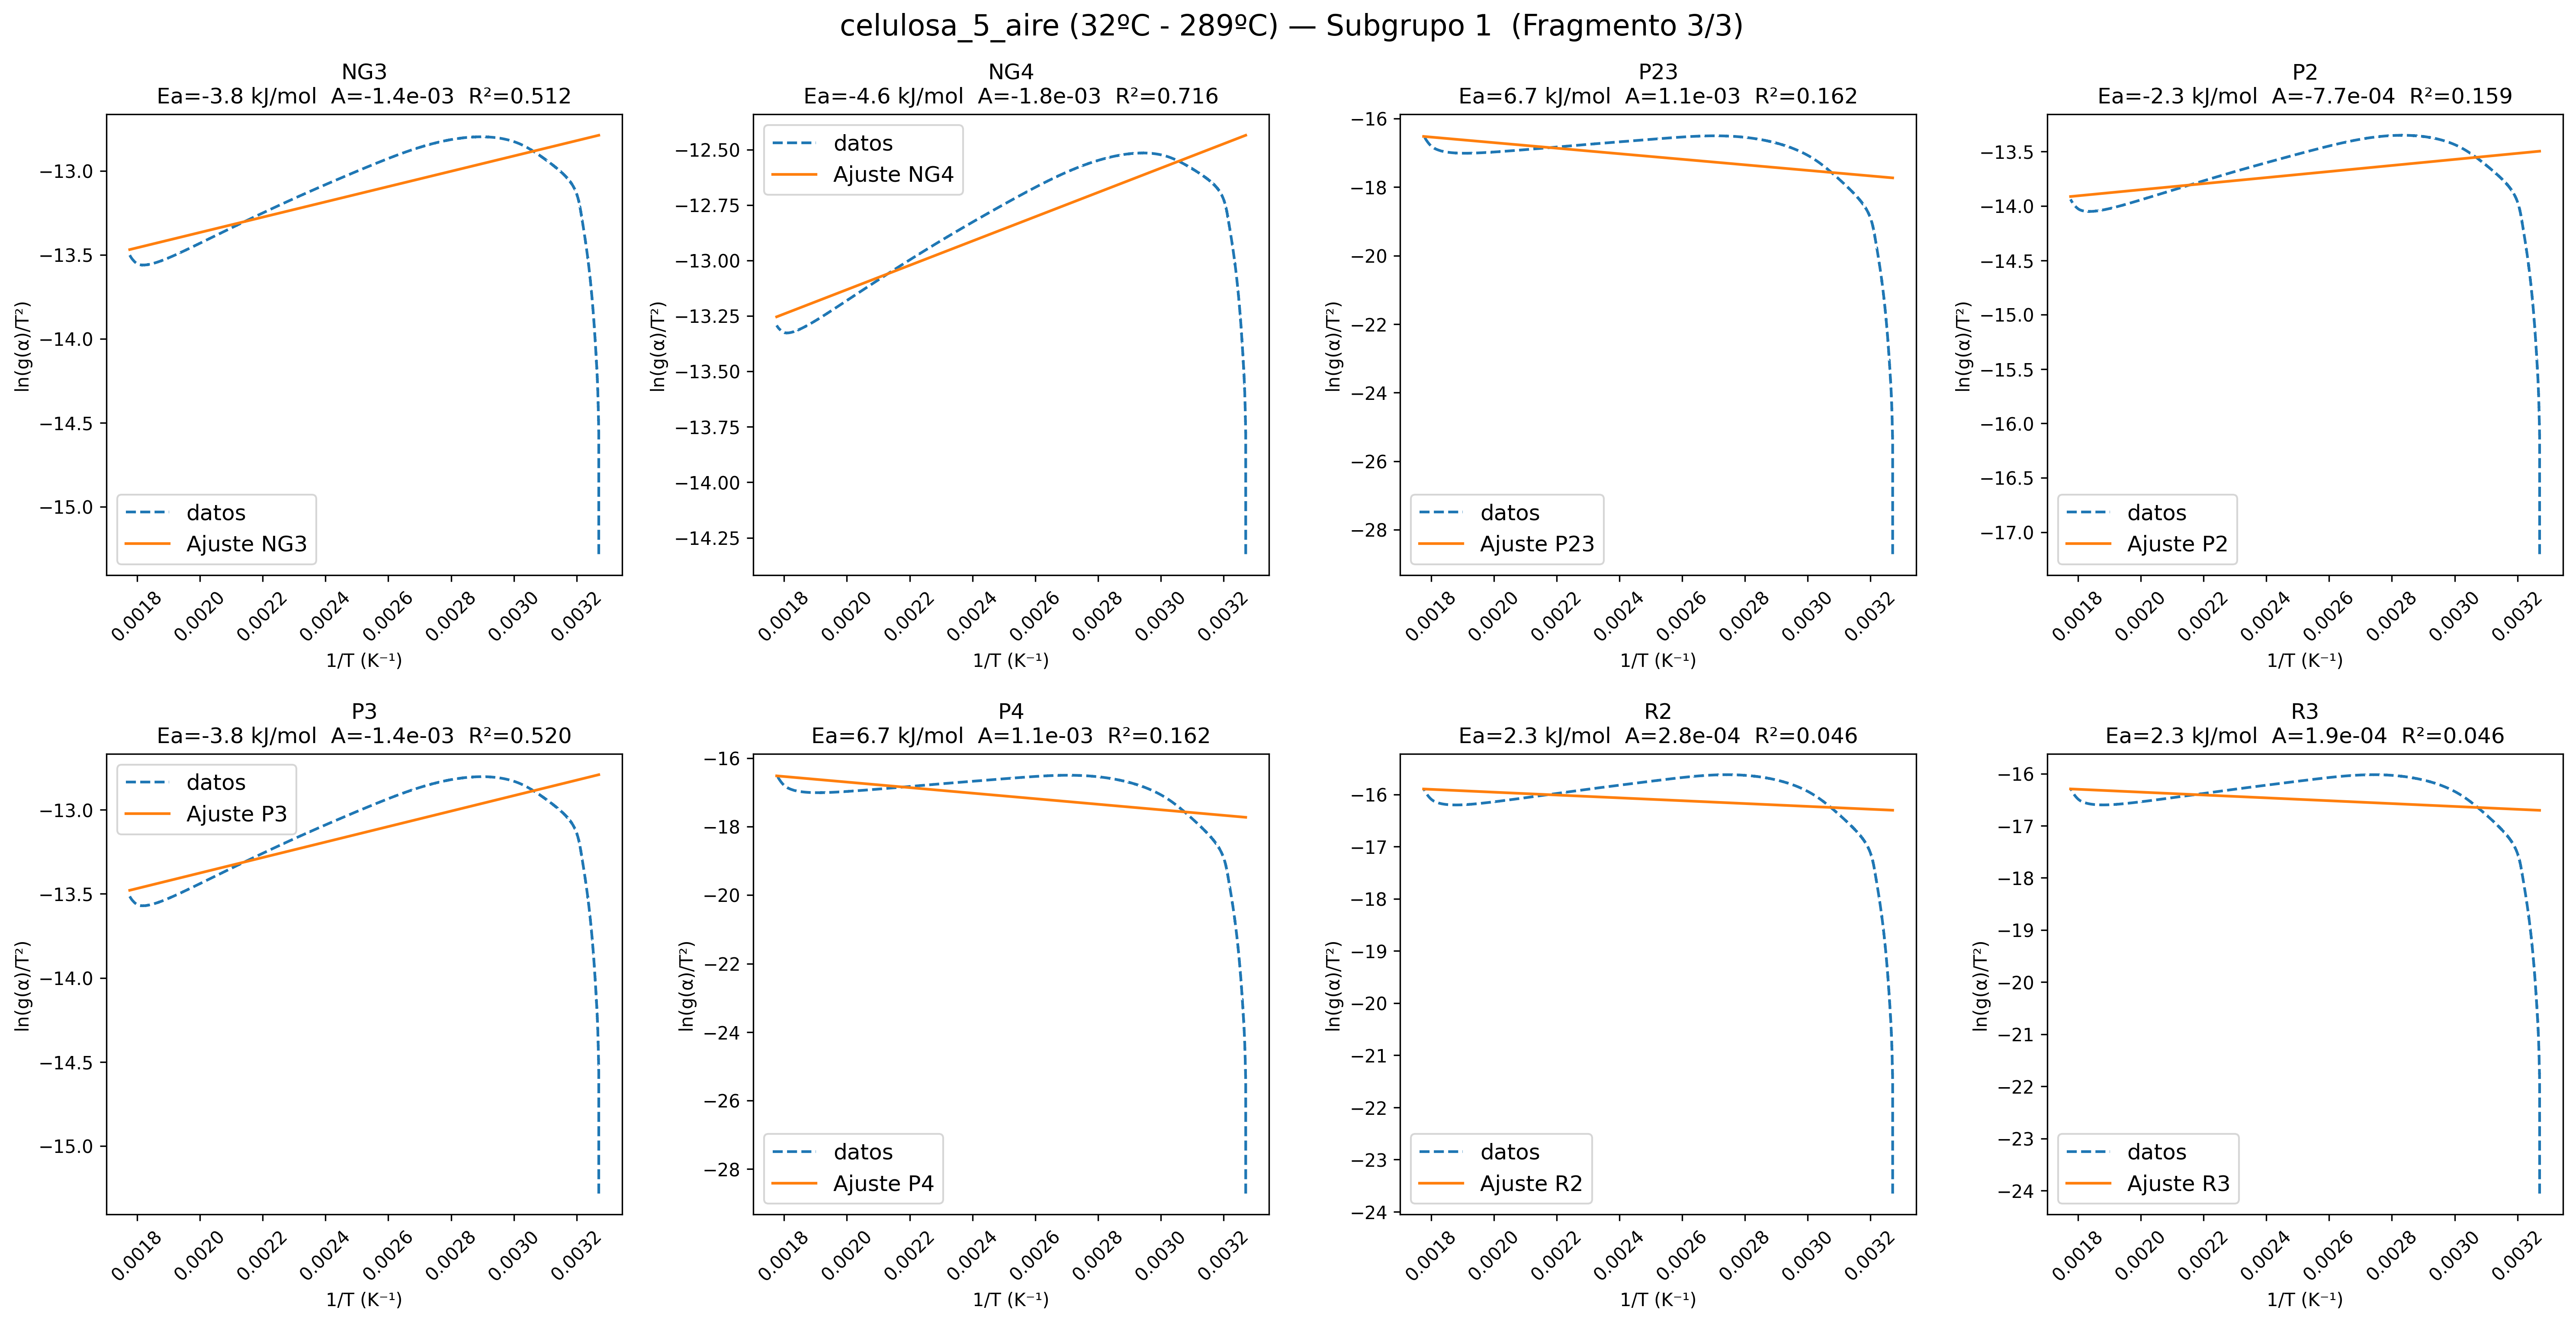 celulosa_5_aire (32ºC - 289ºC) — Subgrupo 1  (Fragmento 3/3)
NG3
Ea=-3.8 kJ/mol  A=-1.4e-03  R²=0.512
ln(g(α)/T²)
−13.0
−13.5
−14.0
−14.5
−15.0
datos
Ajuste NG3
0.0018
0.0020
0.0022
0.0024
0.0026
0.0028
0.0030
0.0032
1/T (K⁻¹)
NG4
Ea=-4.6 kJ/mol  A=-1.8e-03  R²=0.716
ln(g(α)/T²)
−12.50
−12.75
−13.00
−13.25
−13.50
−13.75
−14.00
−14.25
datos
Ajuste NG4
0.0018
0.0020
0.0022
0.0024
0.0026
0.0028
0.0030
0.0032
1/T (K⁻¹)
P23
Ea=6.7 kJ/mol  A=1.1e-03  R²=0.162
ln(g(α)/T²)
−16
−18
−20
−22
−24
−26
−28
datos
Ajuste P23
0.0018
0.0020
0.0022
0.0024
0.0026
0.0028
0.0030
0.0032
1/T (K⁻¹)
P2
Ea=-2.3 kJ/mol  A=-7.7e-04  R²=0.159
ln(g(α)/T²)
−13.5
−14.0
−14.5
−15.0
−15.5
−16.0
−16.5
−17.0
datos
Ajuste P2
0.0018
0.0020
0.0022
0.0024
0.0026
0.0028
0.0030
0.0032
1/T (K⁻¹)
P3
Ea=-3.8 kJ/mol  A=-1.4e-03  R²=0.520
ln(g(α)/T²)
−13.0
−13.5
−14.0
−14.5
−15.0
datos
Ajuste P3
0.0018
0.0020
0.0022
0.0024
0.0026
0.0028
0.0030
0.0032
1/T (K⁻¹)
P4
Ea=6.7 kJ/mol  A=1.1e-03  R²=0.162
ln(g(α)/T²)
−16
−18
−20
−22
−24
−26
−28
datos
Ajuste P4
0.0018
0.0020
0.0022
0.0024
0.0026
0.0028
0.0030
0.0032
1/T (K⁻¹)
R2
Ea=2.3 kJ/mol  A=2.8e-04  R²=0.046
ln(g(α)/T²)
−16
−17
−18
−19
−20
−21
−22
−23
−24
datos
Ajuste R2
0.0018
0.0020
0.0022
0.0024
0.0026
0.0028
0.0030
0.0032
1/T (K⁻¹)
R3
Ea=2.3 kJ/mol  A=1.9e-04  R²=0.046
ln(g(α)/T²)
−16
−17
−18
−19
−20
−21
−22
−23
−24
datos
Ajuste R3
0.0018
0.0020
0.0022
0.0024
0.0026
0.0028
0.0030
0.0032
1/T (K⁻¹)